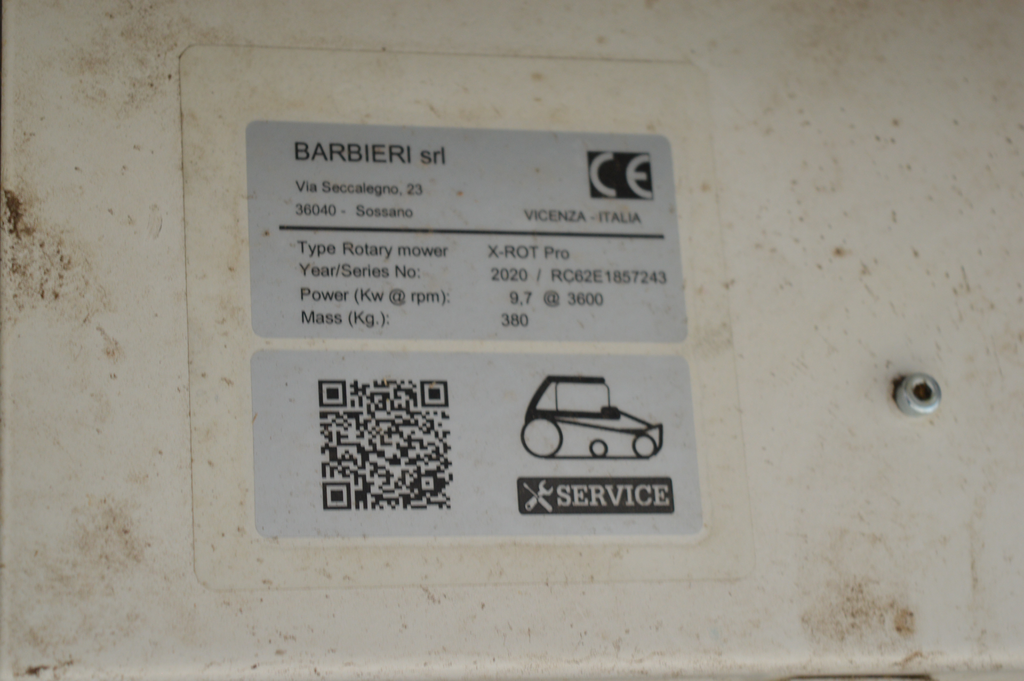 BARBIERI srl
CE
Via Seccalegno, 23
36040 - Sossano
VICENZA - ITALIA
Type Rotary mower X-ROT Pro
Year/Series No: 2020 / RC62E1857243
Power (Kw @ rpm): 9,7 @ 3600
Mass (Kg.): 380
SERVICE